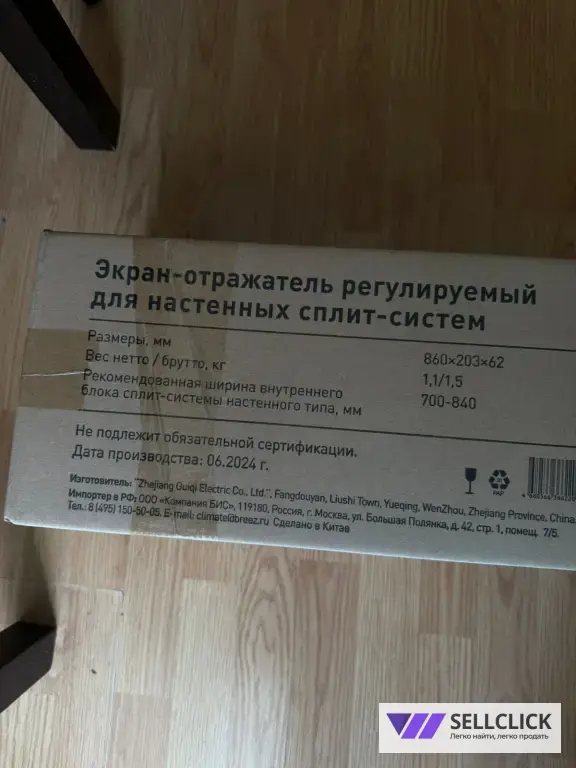 Экран-отражатель регулируемый
для настенных сплит-систем
Размеры, мм 860×203×62
Вес нетто / брутто, кг 1,1/1,5
Рекомендованная ширина внутреннего
блока сплит-системы настенного типа, мм 700-840
Не подлежит обязательной сертификации.
Дата производства: 06.2024 г.
Изготовитель: "Zhejiang Guiqi Electric Co., Ltd.", Fangdouyan, Liushi Town, Yueqing, WenZhou, Zhejiang Province, China.
Импортер в РФ: ООО «Компания БИС», 119180, Россия, г. Москва, ул. Большая Полянка, д. 42, стр. 1, помещ. 7/5
Тел.: 8 (495) 150-50-05. E-mail: climate@breez.ru Сделано в Китае
SELLCLICK
Легко найти, легко продать